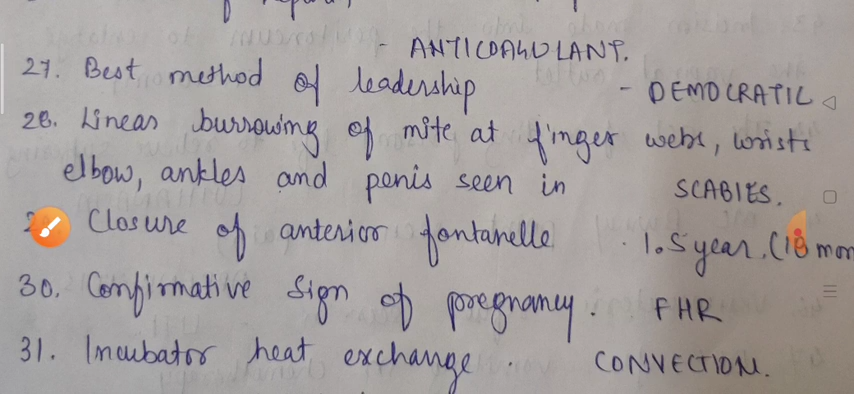 - ANTICOAGULANT.
27. Best method of leadership - DEMOCRATIC
28. Linear burrowing of mite at finger webs, wrists
elbow, ankles and penis seen in SCABIES.
Closure of anterior fontanelle . 1.5 year. (18 mon
30. Confirmative sign of pregnancy. FHR
31. Incubator heat exchange. CONVECTION.